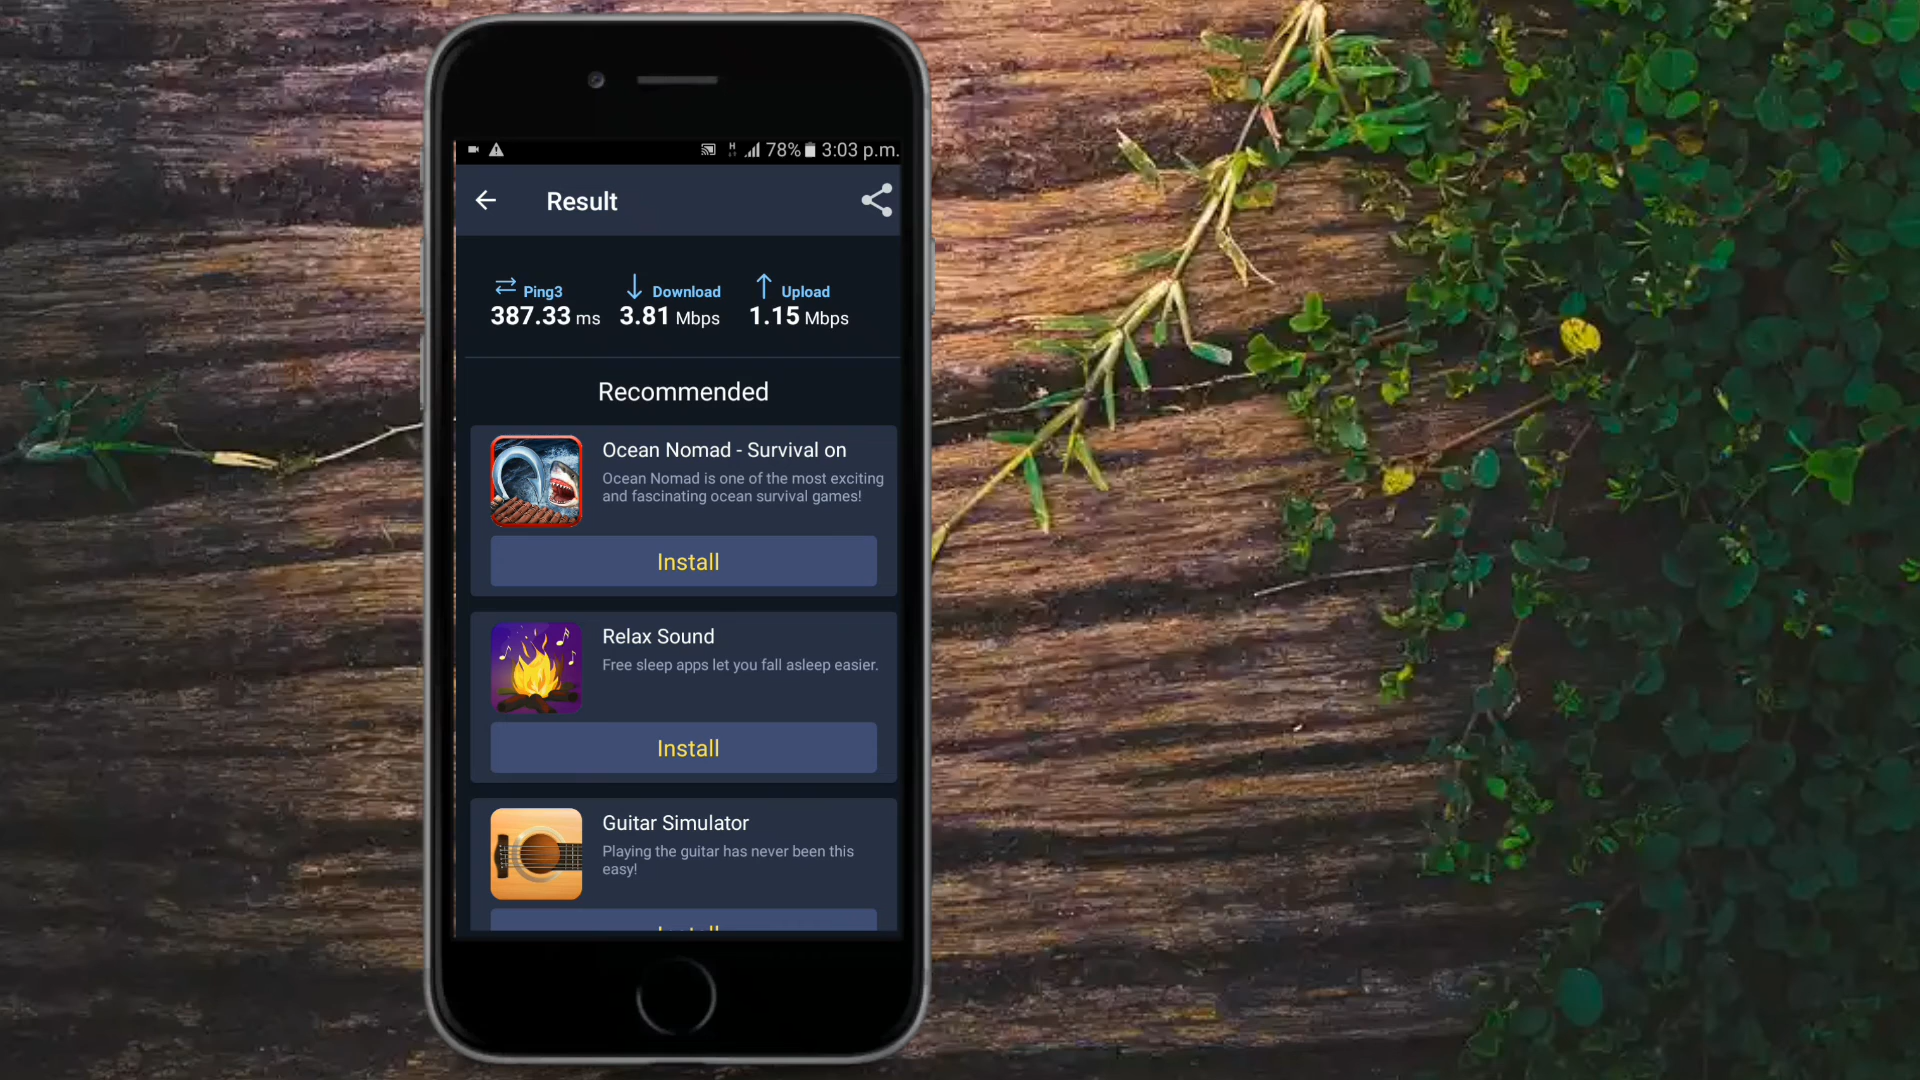 H 78% 3:03 p.m.
Result
Ping3 Download Upload
387.33 ms 3.81 Mbps 1.15 Mbps
Recommended
Ocean Nomad - Survival on
Ocean Nomad is one of the most exciting
and fascinating ocean survival games!
Install
Relax Sound
Free sleep apps let you fall asleep easier.
Install
Guitar Simulator
Playing the guitar has never been this
easy!
Install